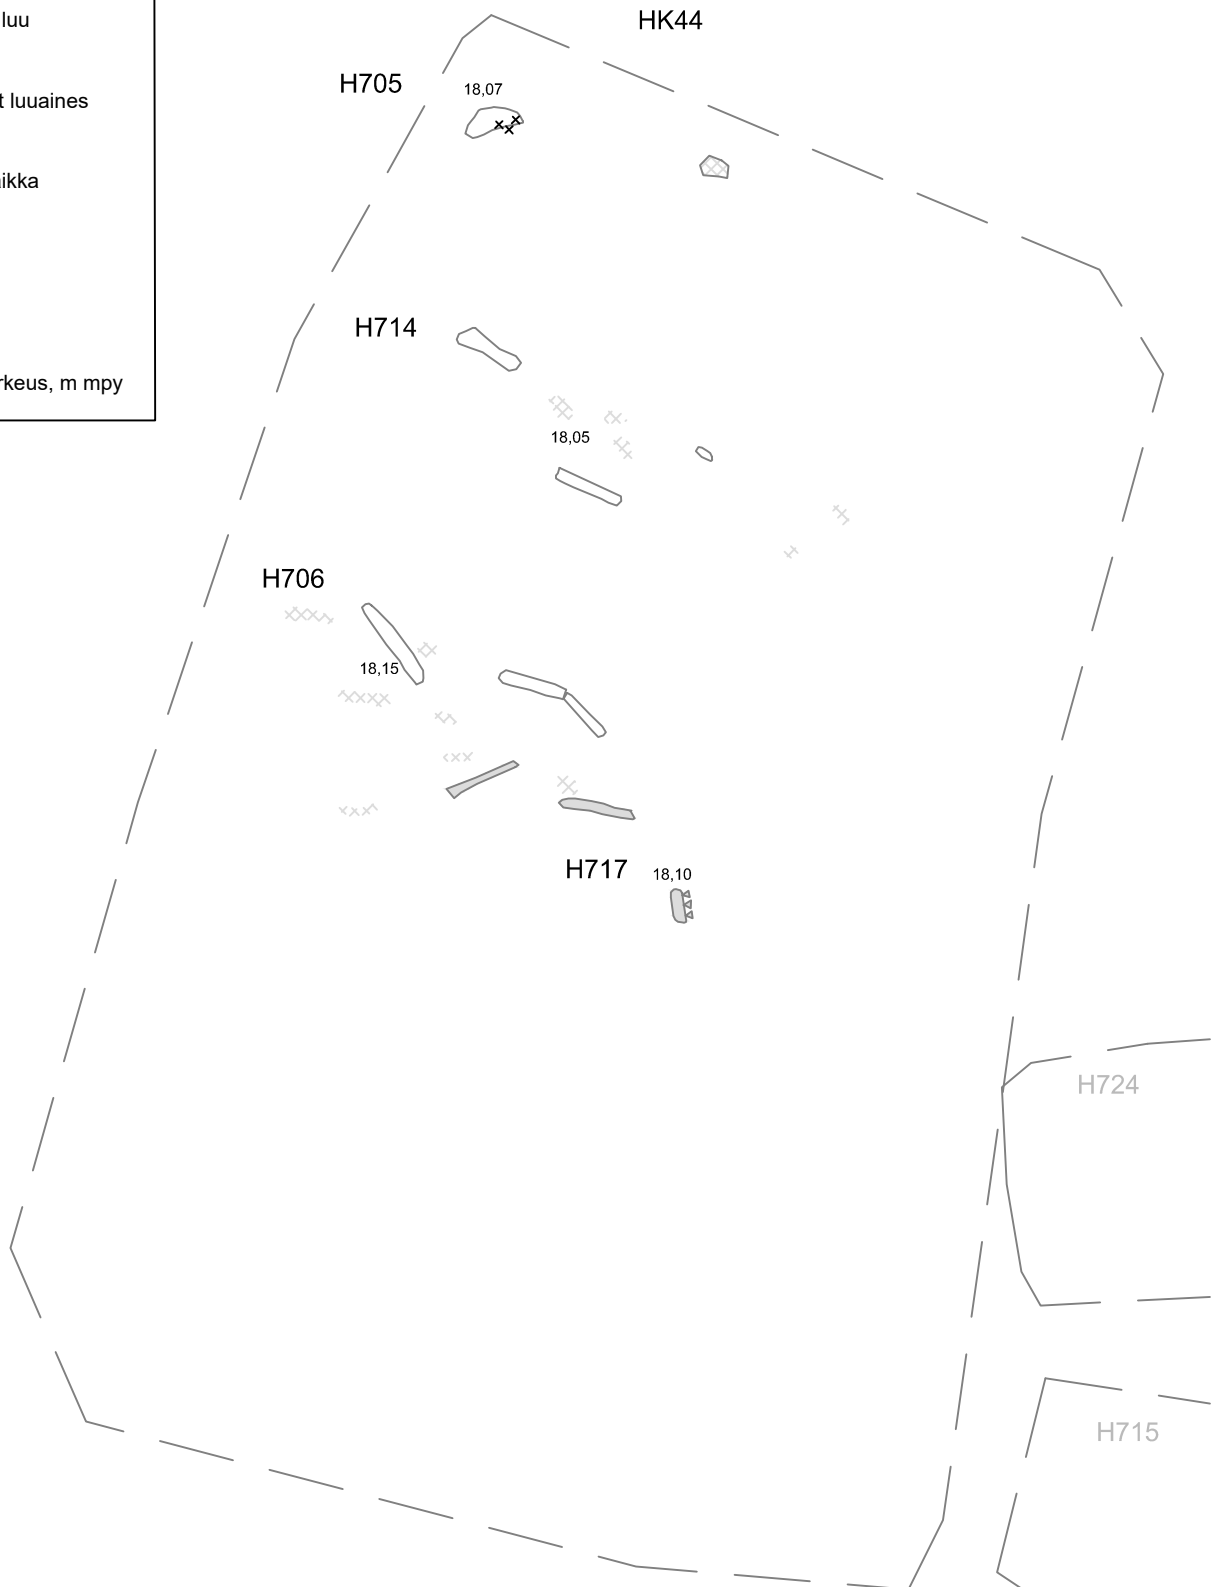 luu
t luuaines
ikka
rkeus, m mpy
HK44
H705
18,07
H714
18,05
H706
18,15
H717
18,10
H724
H715